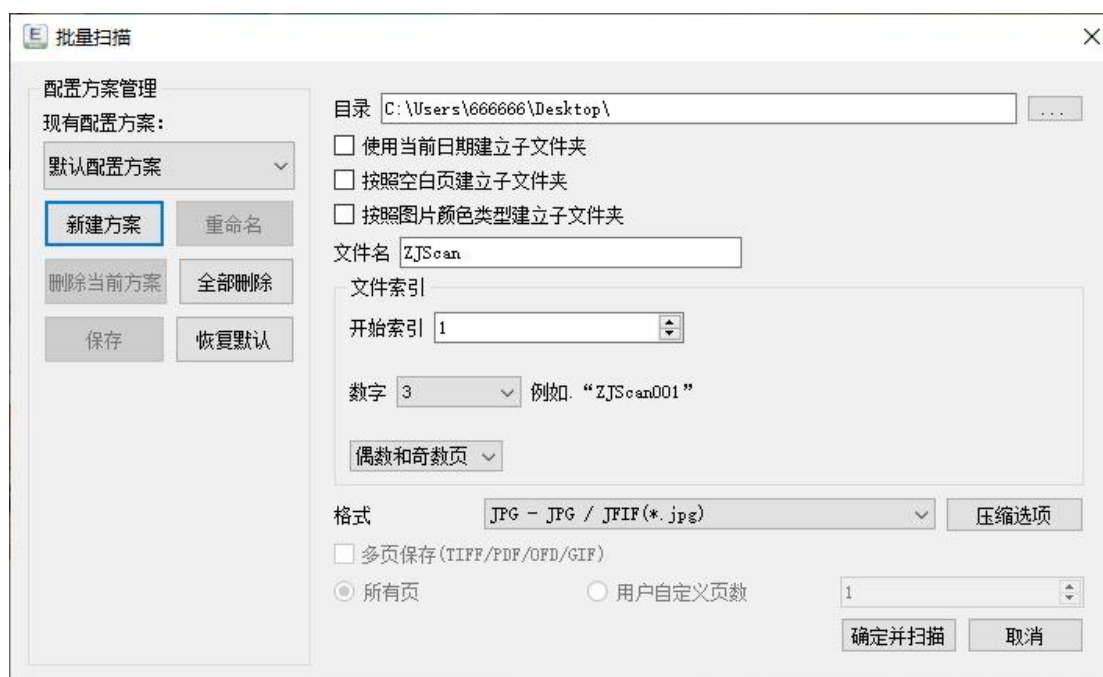 批量扫描
配置方案管理
现有配置方案：
默认配置方案
新建方案
重命名
删除当前方案
全部删除
保存
恢复默认
目录 C:\Users\666666\Desktop\
...
使用当前日期建立子文件夹
按照空白页建立子文件夹
按照图片颜色类型建立子文件夹
文件名 ZJScan
文件索引
开始索引 1
数字 3 例如.“ZJScan001”
偶数和奇数页
格式 JPG - JPG / JFIF(*.jpg) 压缩选项
多页保存(TIFF/PDF/OFD/GIF)
所有页 用户自定义页数 1
确定并扫描 取消